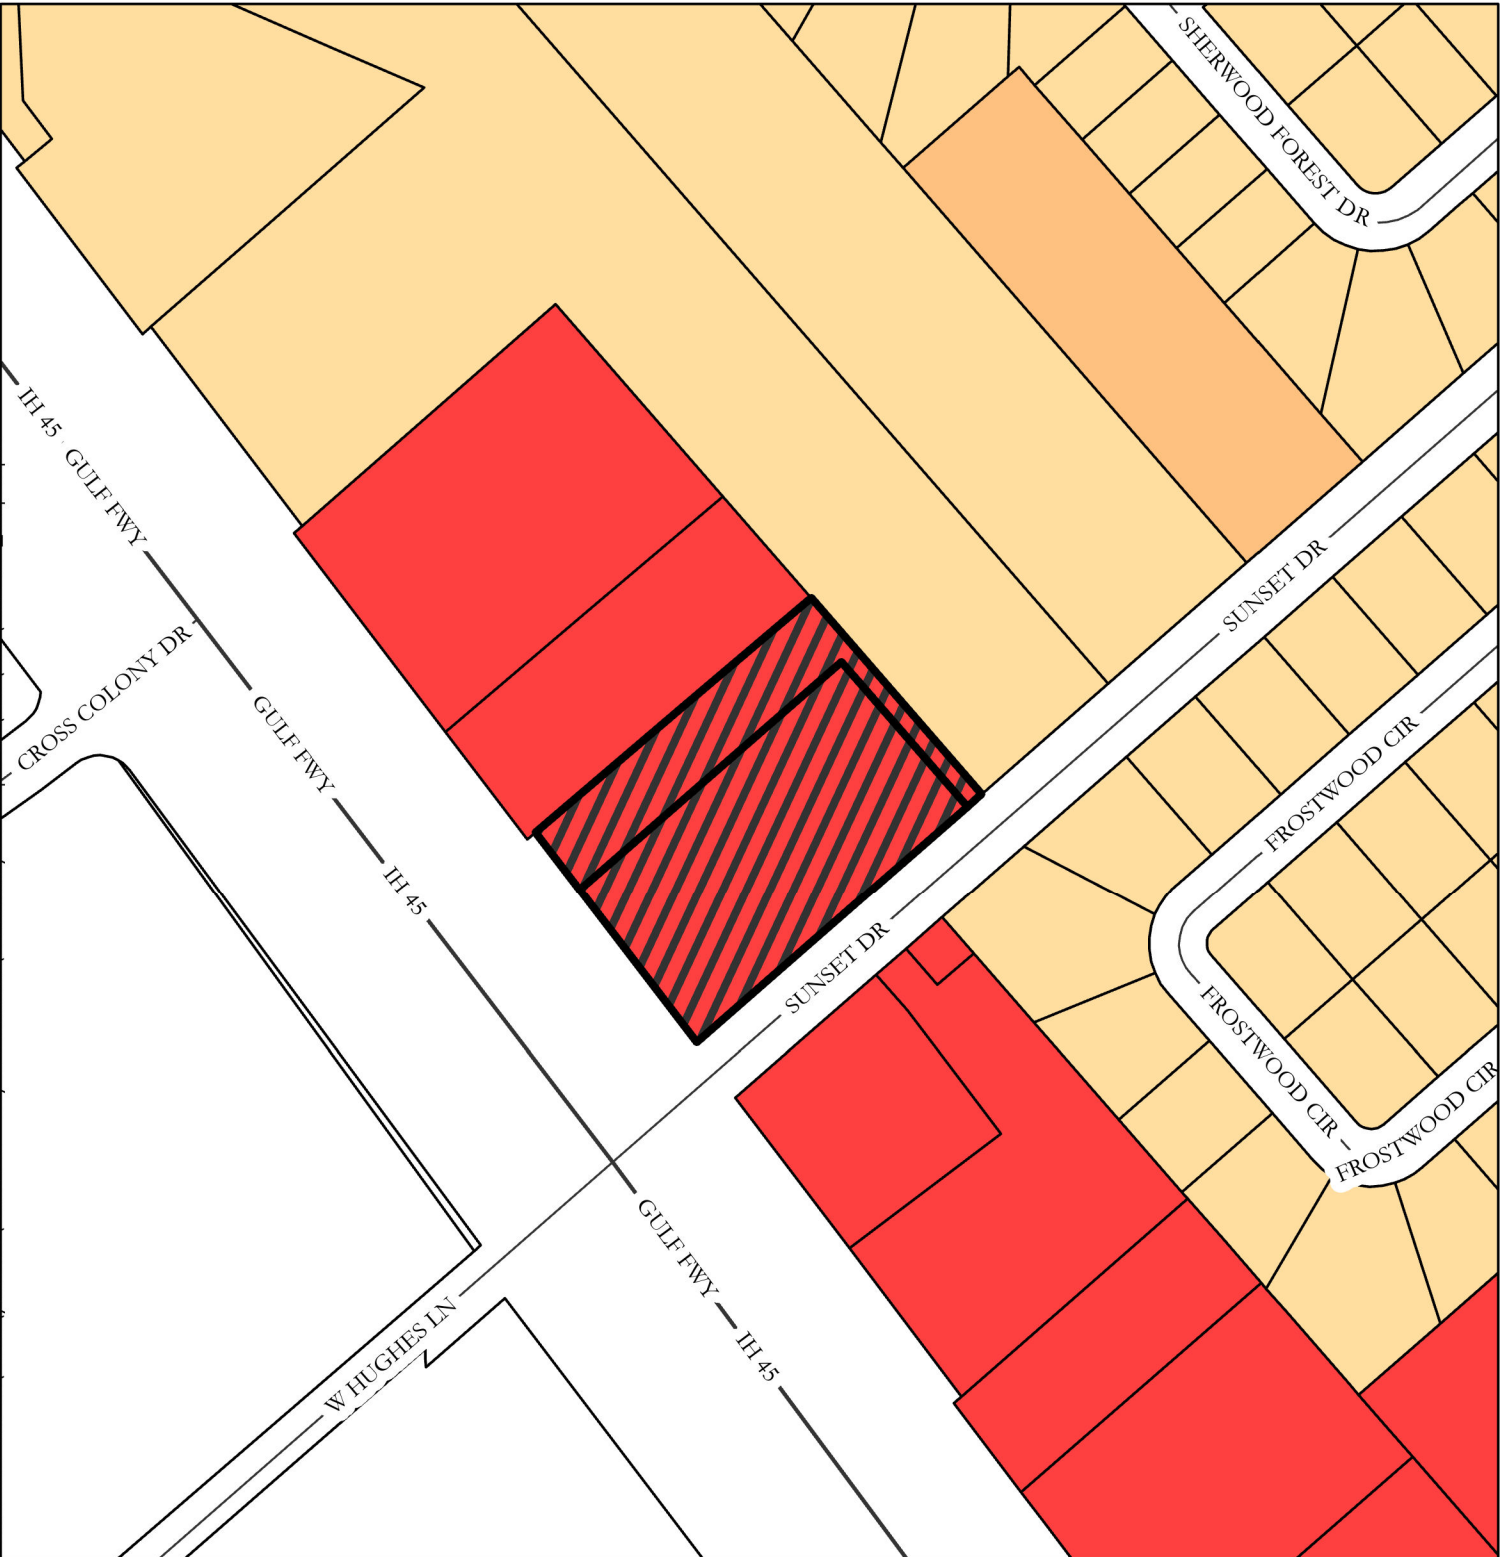 SHERWOOD FOREST DR
IH 45
GULF FWY
SUNSET DR
CROSS COLONY DR
GULF FWY
FROSTWOOD CIR
IH 45
SUNSET DR
FROSTWOOD CIR
FROSTWOOD CIR
GULF FWY
W HUGHES LN
IH 45